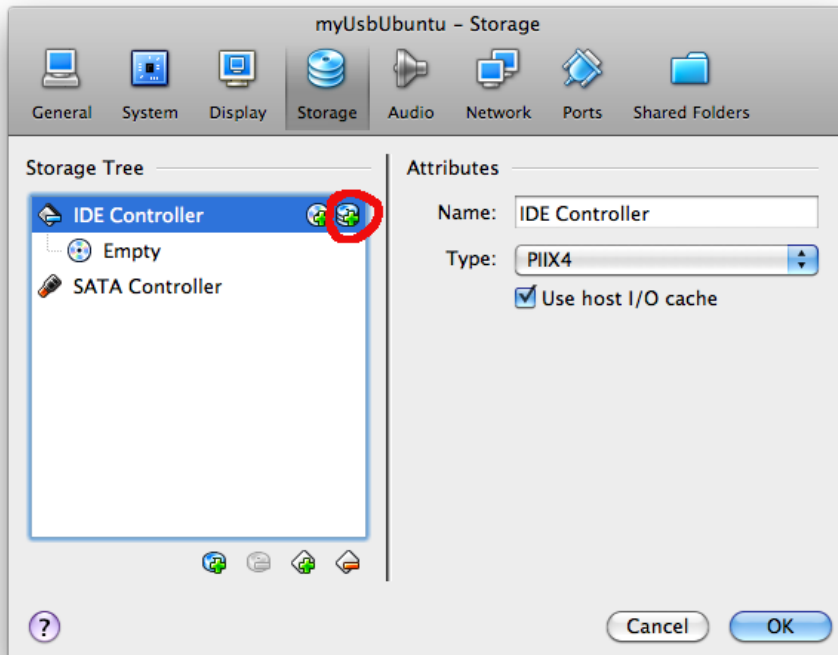 myUsbUbuntu – Storage
General System Display Storage Audio Network Ports Shared Folders
Storage Tree
IDE Controller
Empty
SATA Controller
Attributes
Name: IDE Controller
Type: PIIX4
Use host I/O cache
?
Cancel OK